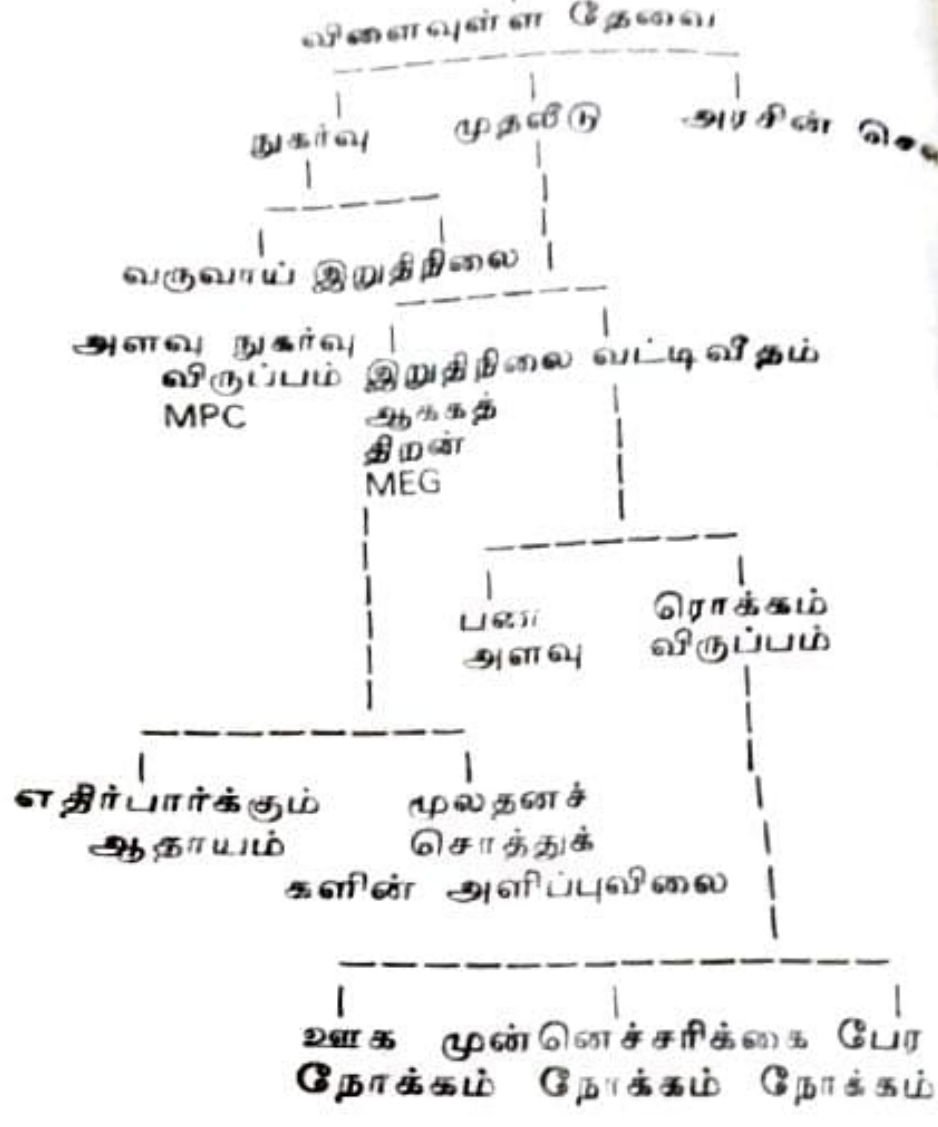 விளைவுள்ள தேவை
நுகர்வு முதலீடு அரசின்
வருவாய் இறுதிநிலை
அளவு நுகர்வு
விருப்பம் இறுதிநிலை வட்டிவீதம்
MPC ஆக்கத்
திறன்
MEG
பண ரொக்கம்
அளவு விருப்பம்
எதிர்பார்க்கும் மூலதனச்
ஆதாயம் சொத்துக்
களின் அளிப்புவிலை
ஊக முன்னெச்சரிக்கை பேர
நோக்கம் நோக்கம் நோக்கம்